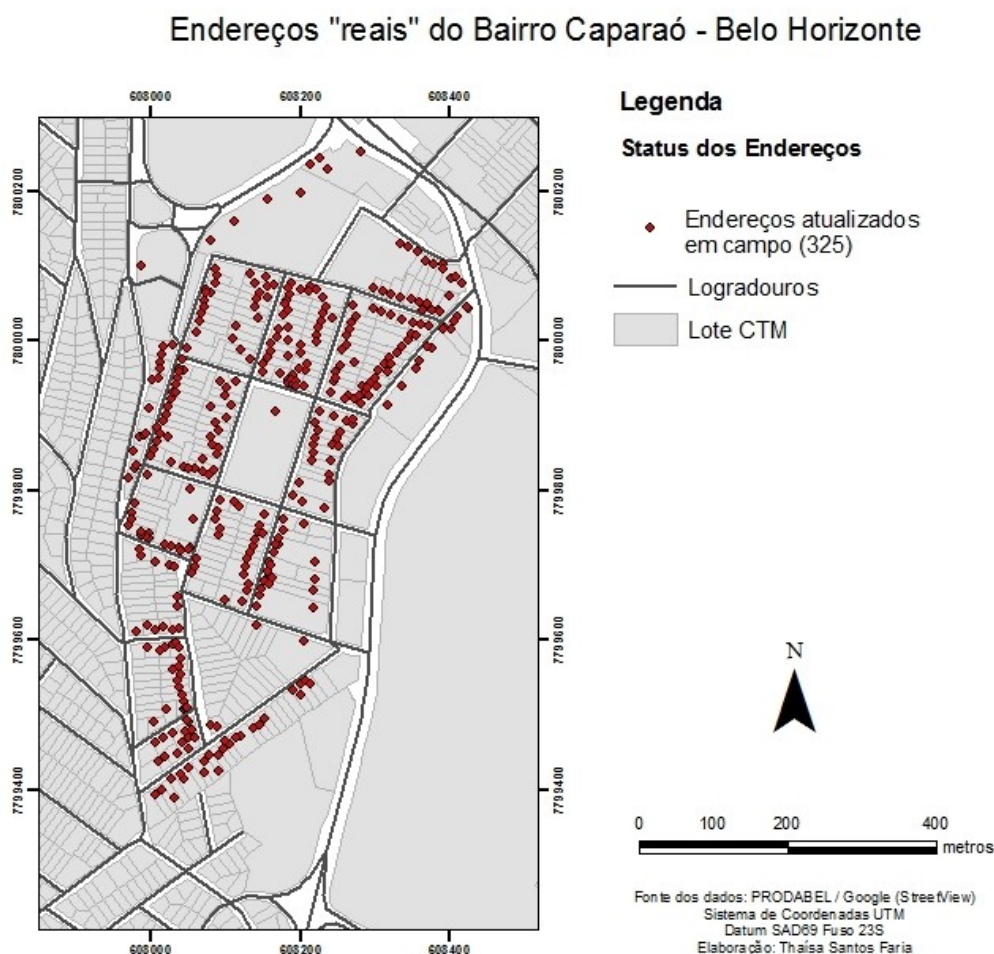 Endereços "reais" do Bairro Caparaó - Belo Horizonte
608000 608200 608400
Legenda
Status dos Endereços
Endereços atualizados
em campo (325)
Logradouros
Lote CTM
7800200 7800200
7800000 7800000
7799800 7799800
7799600 7799600
7799400 7799400
608000 608200 608400
N
0 100 200 400
metros
Fonte dos dados: PRODABEL / Google (StreetView)
Sistema de Coordenadas UTM
Datum SAD69 Fuso 23S
Elaboração: Thaísa Santos Faria